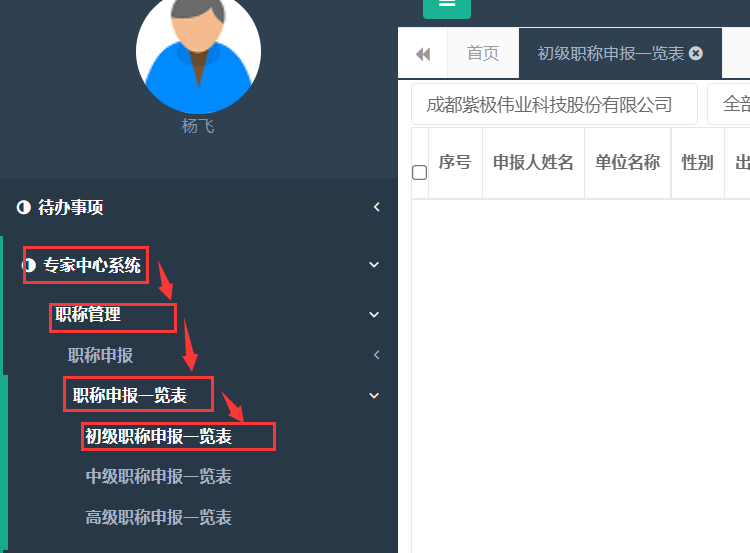 杨飞
待办事项
专家中心系统
职称管理
职称申报
职称申报一览表
初级职称申报一览表
中级职称申报一览表
高级职称申报一览表
首页 初级职称申报一览表
成都紫极伟业科技股份有限公司 全部
序号 申报人姓名 单位名称 性别 出